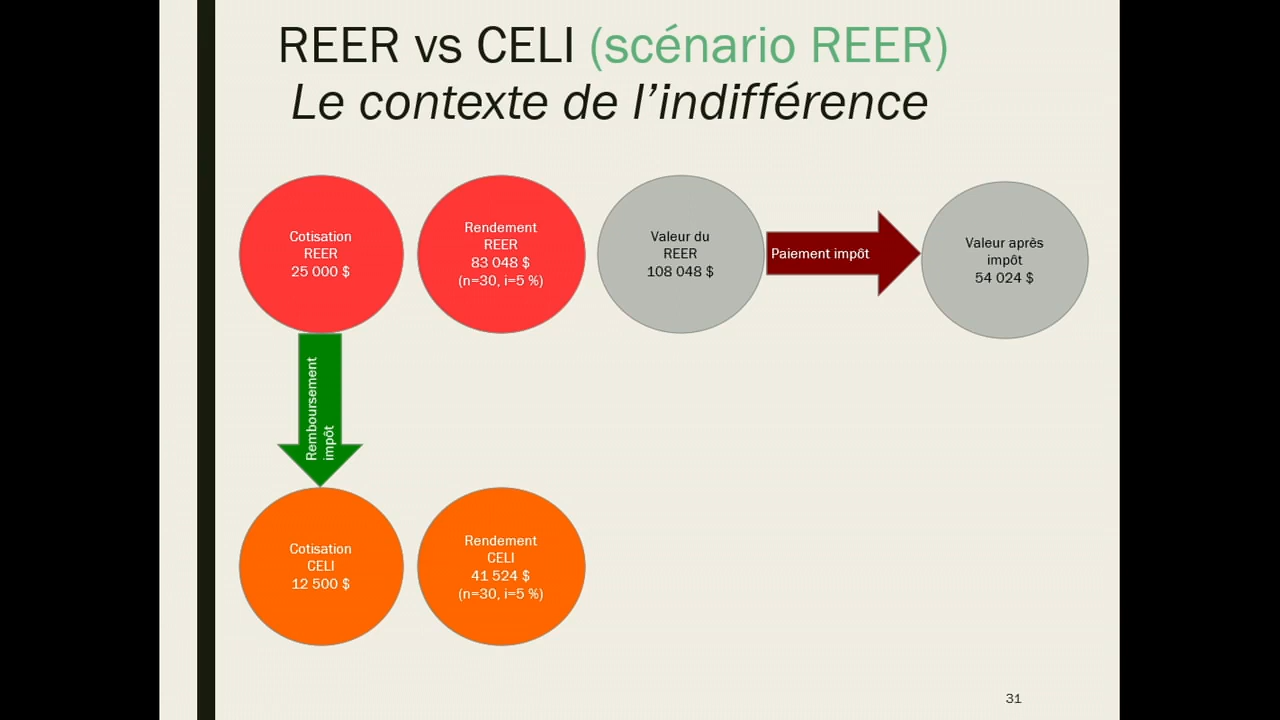 REER vs CELI (scénario REER)
Le contexte de l’indifférence
Cotisation
REER
25 000 $
Rendement
REER
83 048 $
(n=30, i=5 %)
Valeur du
REER
108 048 $
Paiement impôt
Valeur après
impôt
54 024 $
Remboursement
impôt
Cotisation
CELI
12 500 $
Rendement
CELI
41 524 $
(n=30, i=5 %)
31